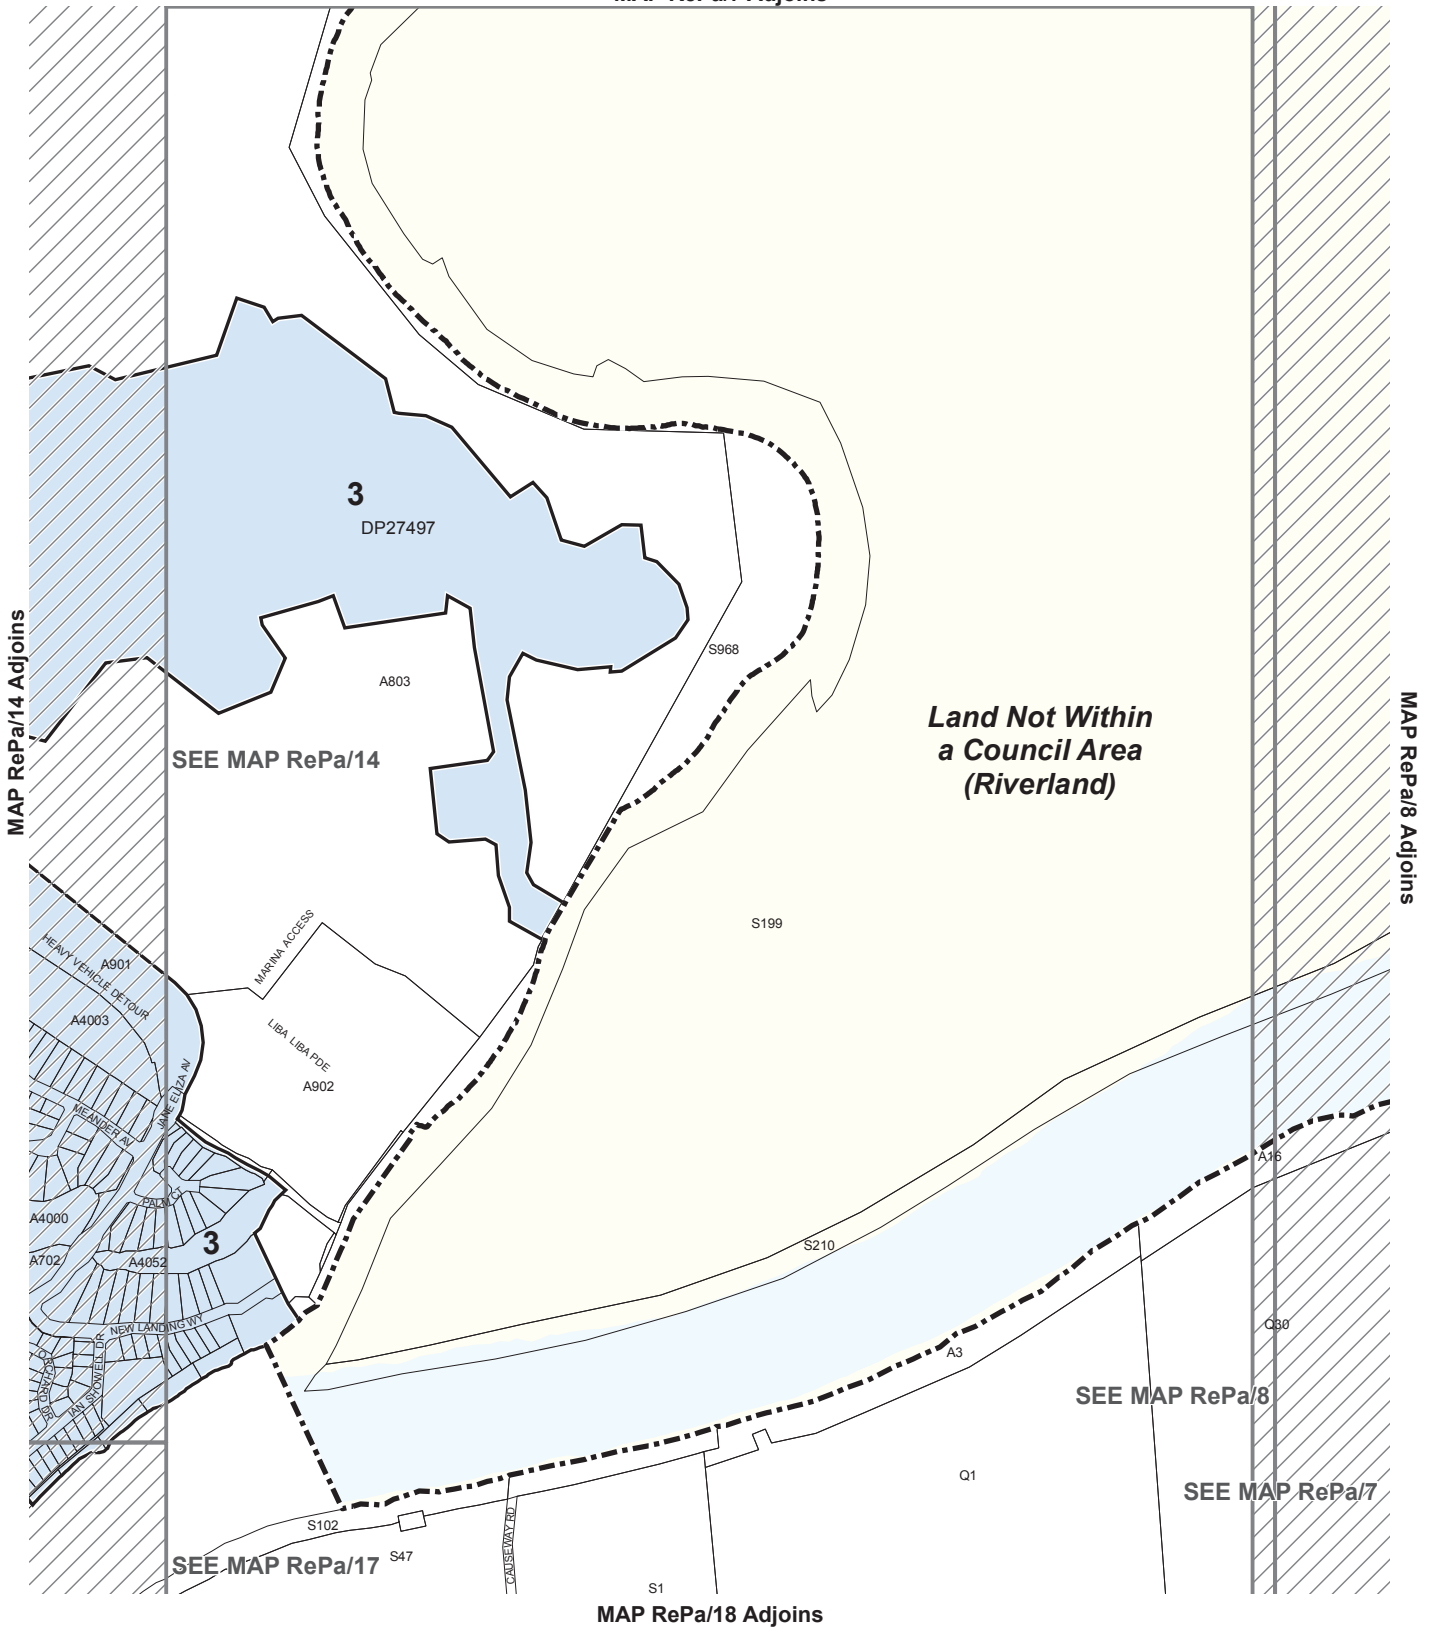 3
DP27497
S968
A803
Land Not Within
a Council Area
(Riverland)
MAP RePa/14 Adjoins
MAP RePa/8 Adjoins
SEE MAP RePa/14
S199
MARINA ACCESS
A901
HEAVY VEHICLE DETOUR
A4003
LIBA LIBA PDE
A902
JANE ELIZA AV
MEANDER AV
A16
PALM CT
A4000
3
S210
A702
A4052
NEW LANDING WY
Q30
A3
ORCHARD DR
IAN SHOWELL DR
SEE MAP RePa/8
Q1
SEE MAP RePa/7
S102
CAUSEWAY RD
S47
SEE MAP RePa/17
S1
MAP RePa/18 Adjoins